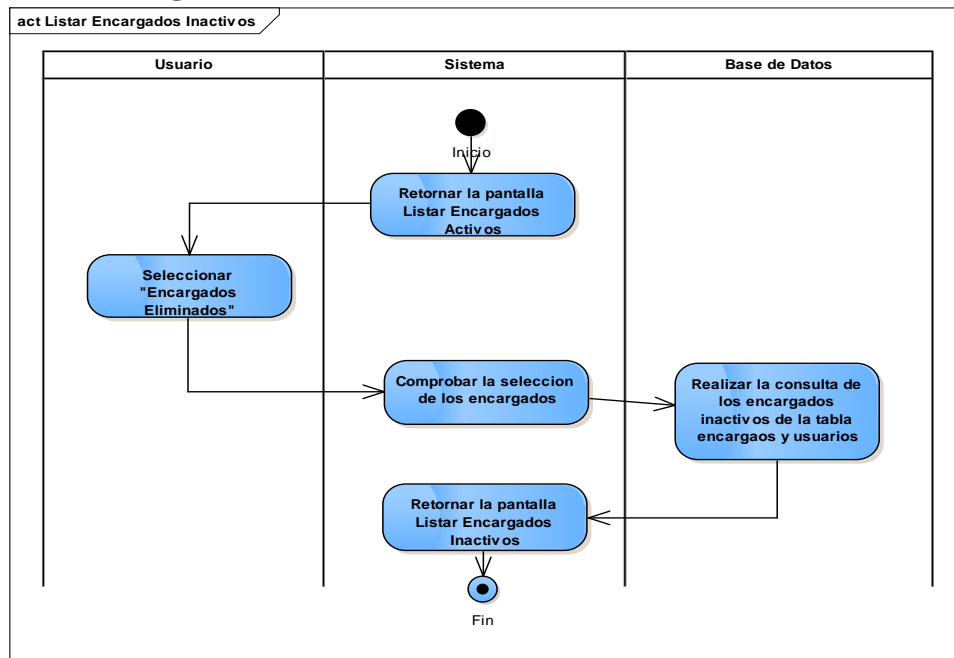 act Listar Encargados Inactivos
Usuario
Sistema
Base de Datos
Inicio
Retornar la pantalla
Listar Encargados
Activos
Seleccionar
"Encargados
Eliminados"
Comprobar la seleccion
de los encargados
Realizar la consulta de
los encargados
inactivos de la tabla
encargaos y usuarios
Retornar la pantalla
Listar Encargados
Inactivos
Fin